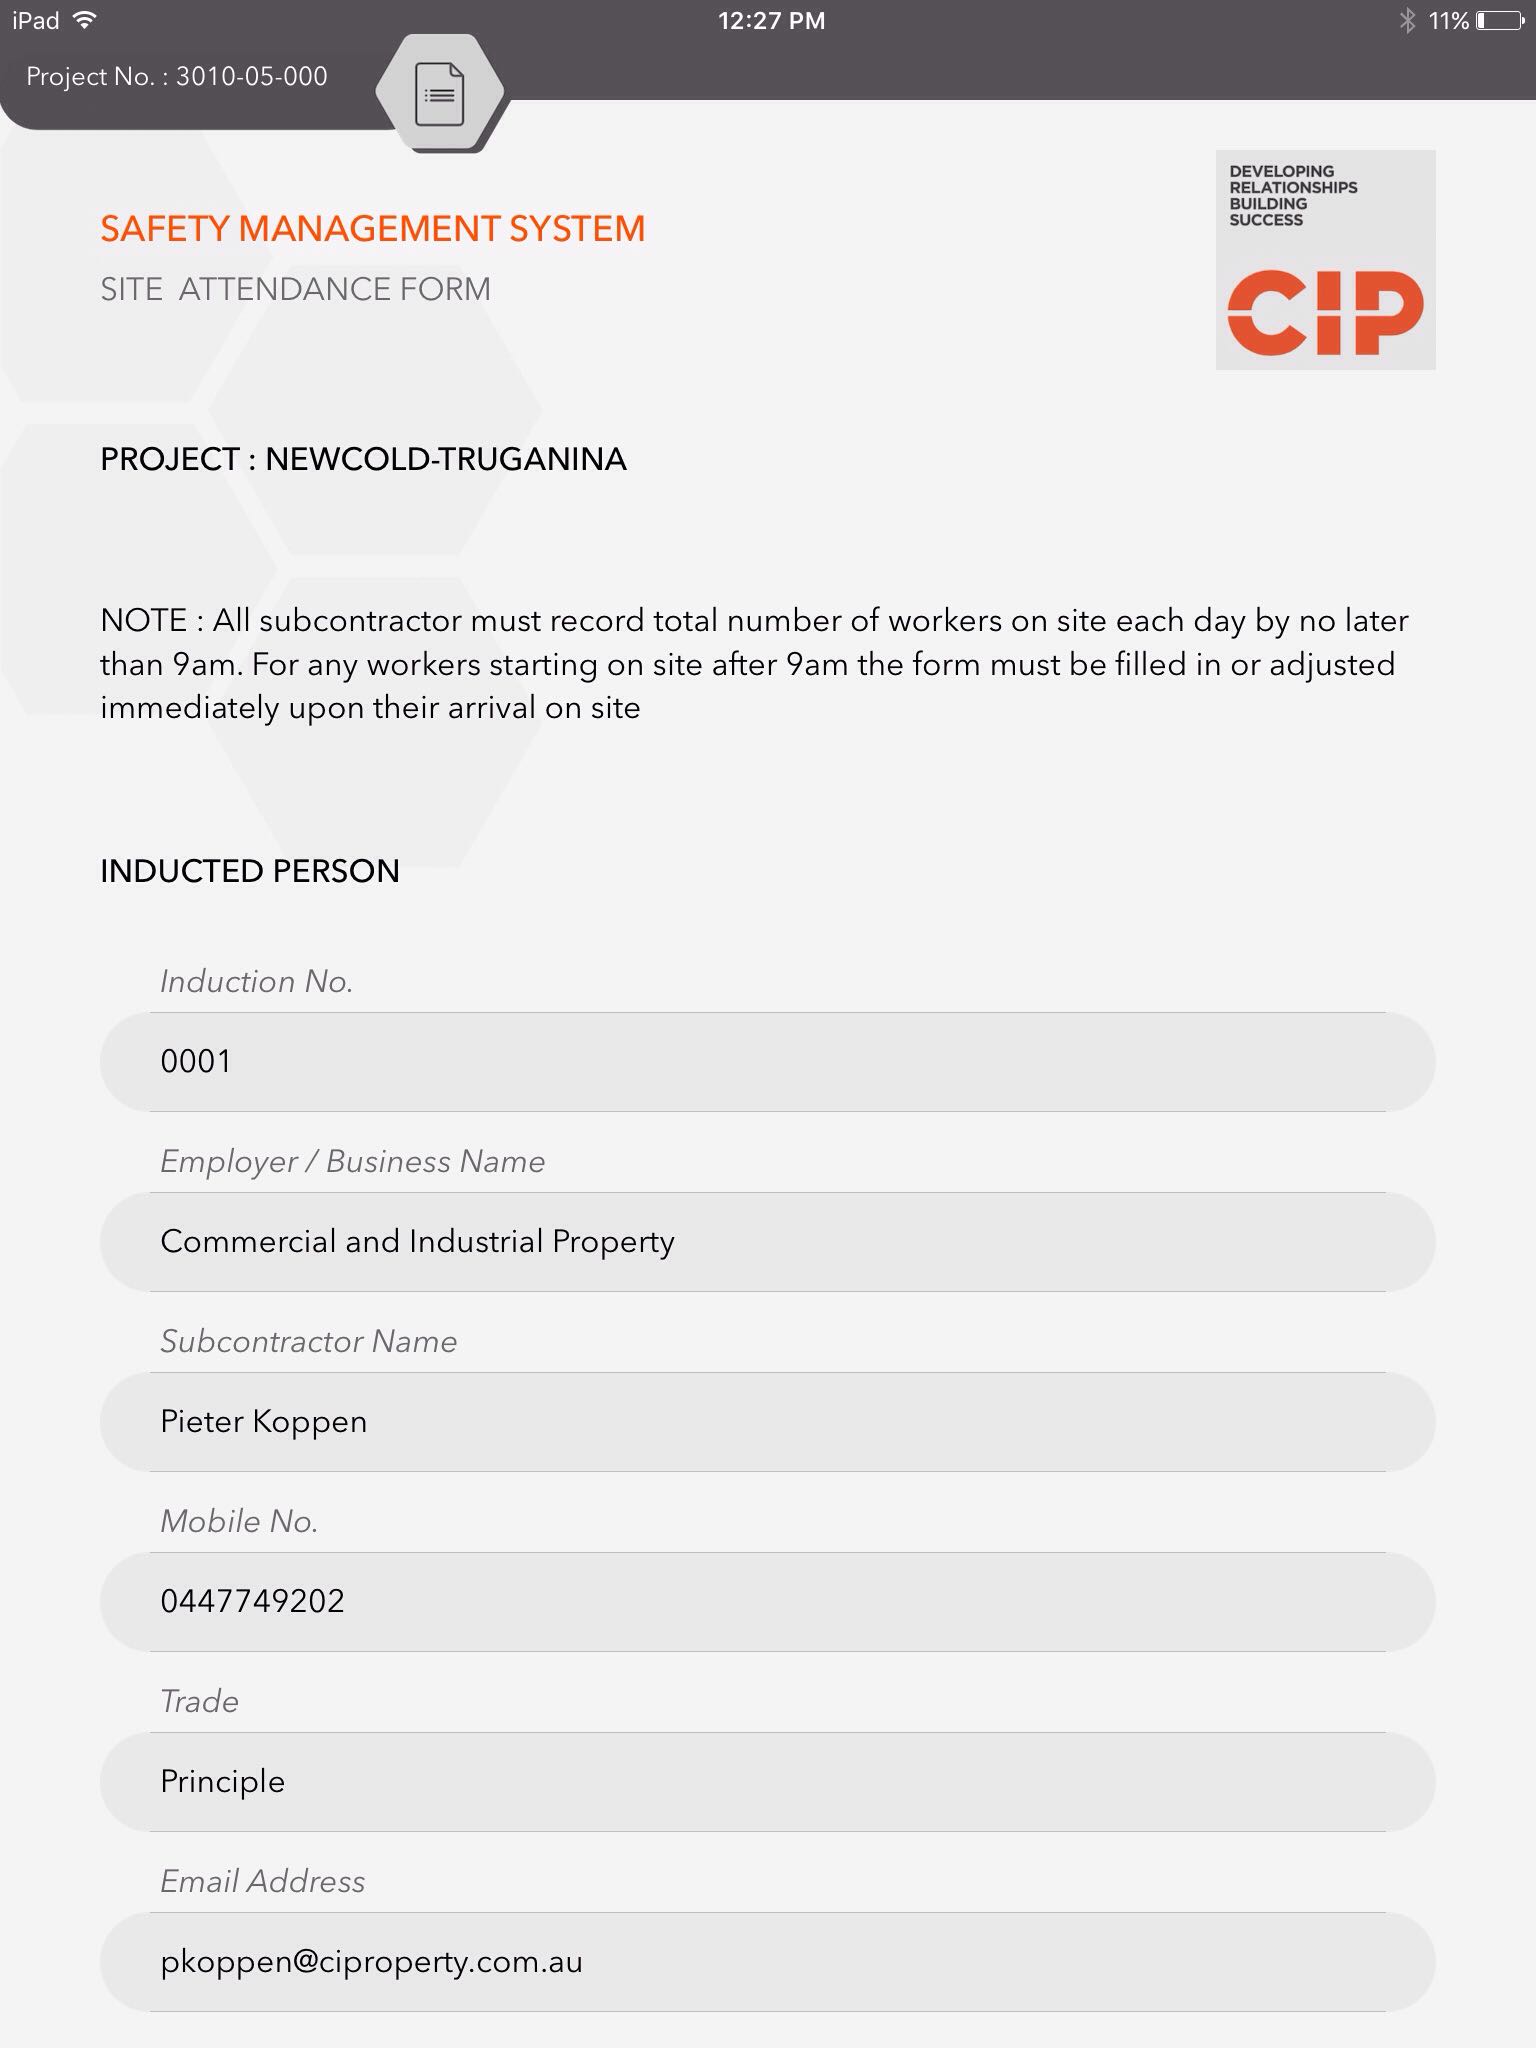 iPad 12:27 PM 11%
Project No. : 3010-05-000
DEVELOPING
RELATIONSHIPS
BUILDING
SUCCESS
CIP
SAFETY MANAGEMENT SYSTEM
SITE ATTENDANCE FORM
PROJECT : NEWCOLD-TRUGANINA
NOTE : All subcontractor must record total number of workers on site each day by no later
than 9am. For any workers starting on site after 9am the form must be filled in or adjusted
immediately upon their arrival on site
INDUCTED PERSON
Induction No.
0001
Employer / Business Name
Commercial and Industrial Property
Subcontractor Name
Pieter Koppen
Mobile No.
0447749202
Trade
Principle
Email Address
pkoppen@ciproperty.com.au